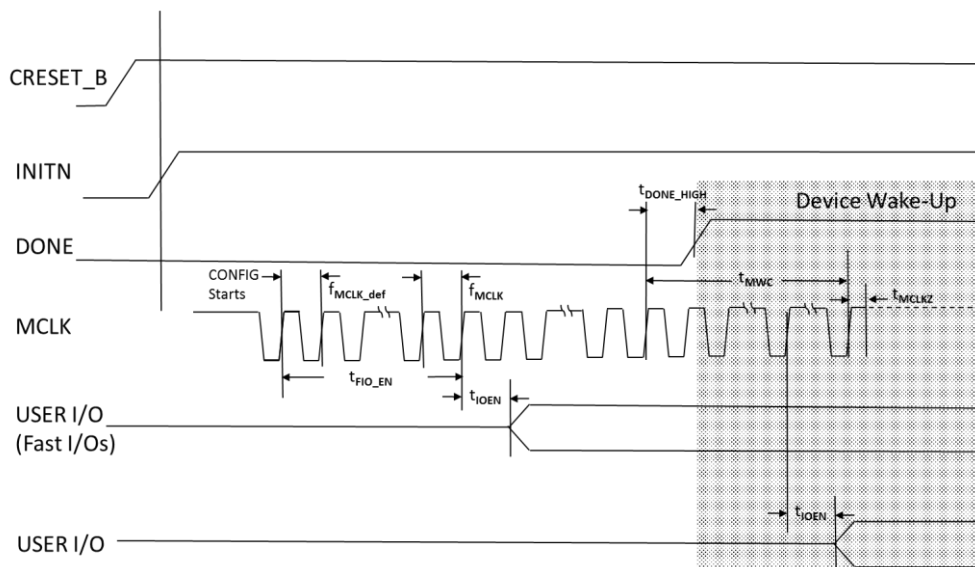 CRESET_B
INITN
tDONE_HIGH
Device Wake-Up
DONE
CONFIG
Starts
fMCLK_def
fMCLK
tMWC
tMCLKZ
MCLK
tFIO_EN
tIOEN
USER I/O
(Fast I/Os)
tIOEN
USER I/O